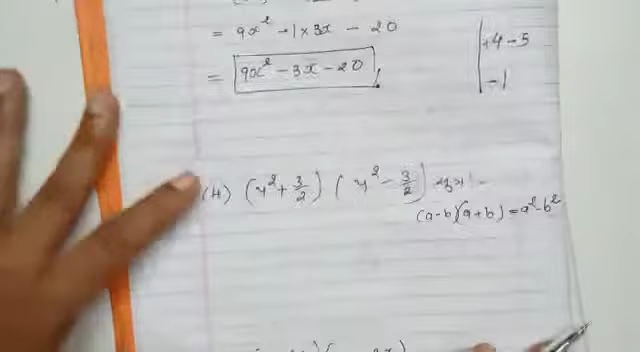 = 9x² - 1 × 3x - 20
= 9x² - 3x - 20
+4 - 5
- 1
(4) (y² + 3/2) (y² - 3/2)
(a-b)(a+b) = a² - b²